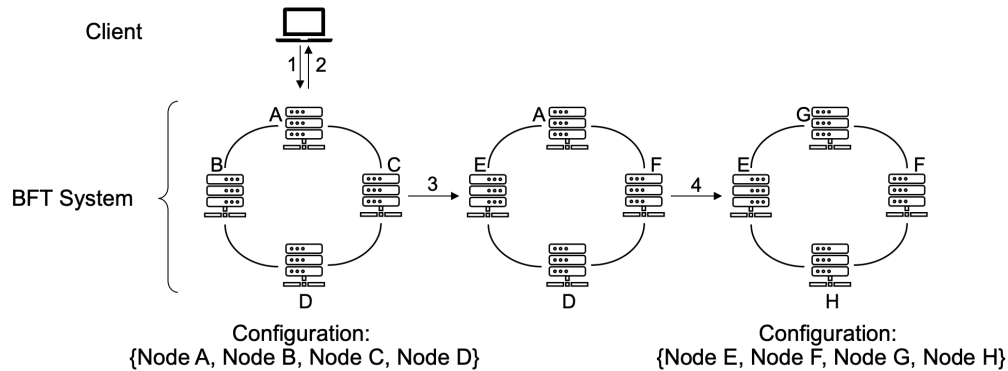 Client
1 2
A A G
B C E F E F
3 4
BFT System
D D H
Configuration: Configuration:
{Node A, Node B, Node C, Node D} {Node E, Node F, Node G, Node H}